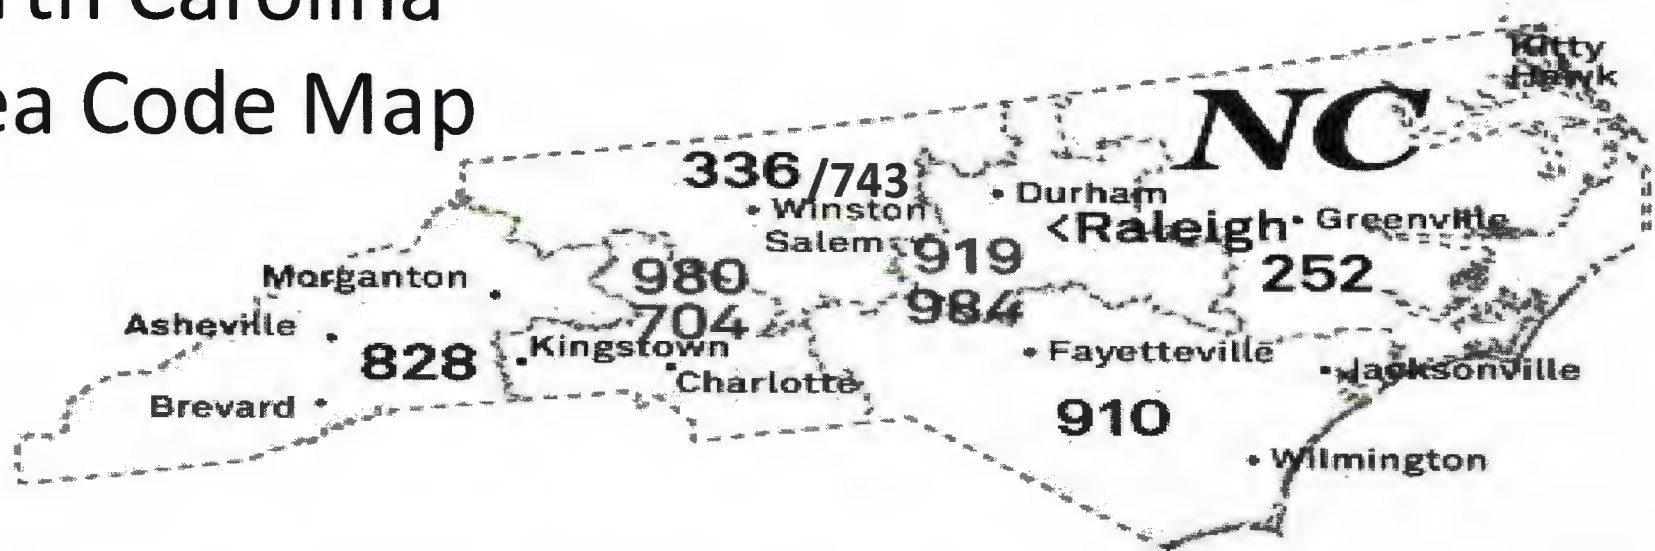 rth Carolina
ea Code Map
Kitty
Hawk
NC
336/743
Winston
Salem
Durham
<Raleigh
Greenville
919
984
252
980
704
Morganton
Asheville
828
Kingstown
Charlotte
Brevard
Fayetteville
Jacksonville
910
Wilmington